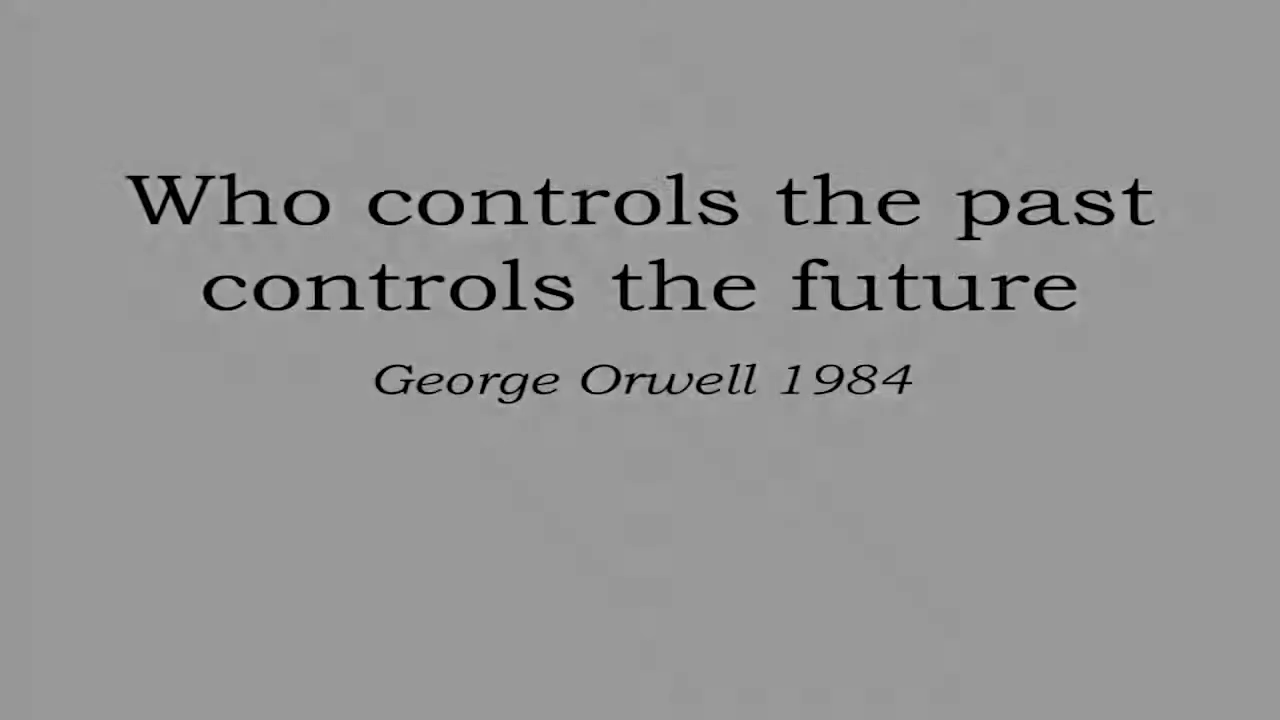 Who controls the past
controls the future
George Orwell 1984